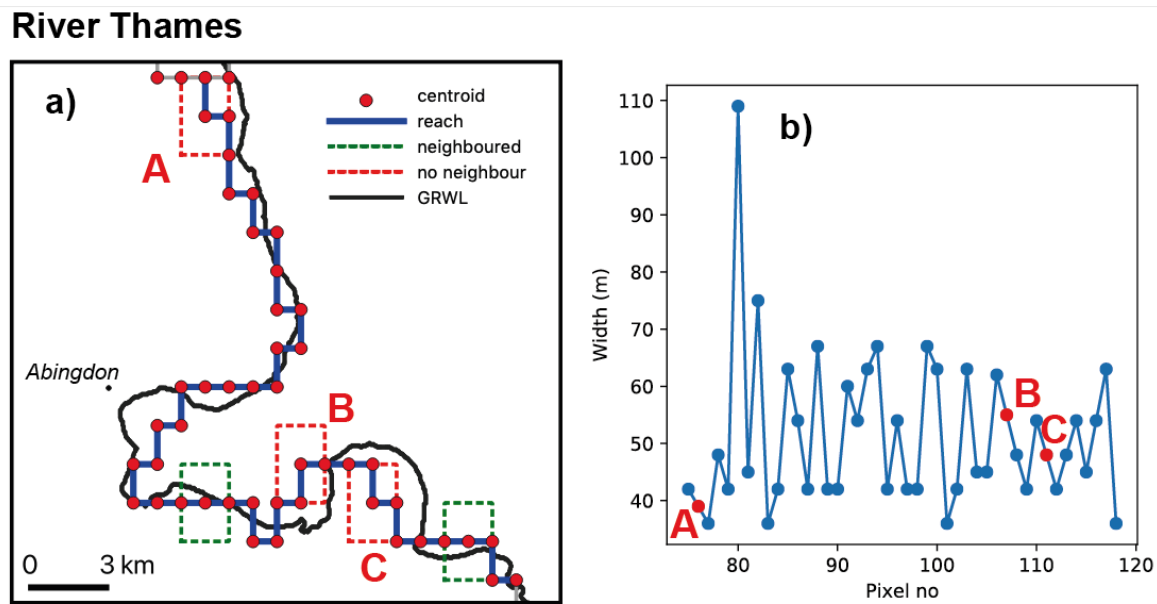 River Thames
a)
centroid
reach
neighboured
no neighbour
GRWL
A
Abingdon
B
C
0 3 km
b)
110
100
90
80
70
60
50
40
Width (m)
A
B
C
80 90 100 110 120
Pixel no